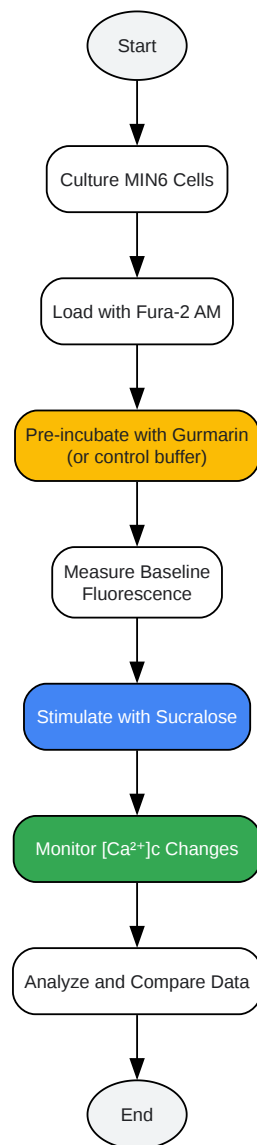 Start
Culture MIN6 Cells
Load with Fura-2 AM
Pre-incubate with Gurmarin
(or control buffer)
Measure Baseline
Fluorescence
Stimulate with Sucralose
Monitor [Ca²⁺]c Changes
Analyze and Compare Data
End